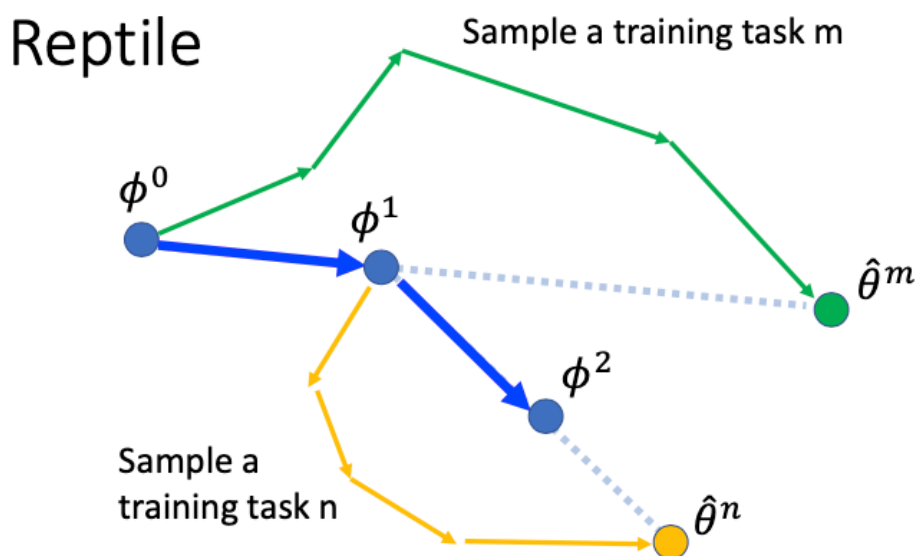 Reptile
Sample a training task m
ϕ⁰
ϕ¹
θ̂ᵐ
ϕ²
Sample a
training task n
θ̂ⁿ